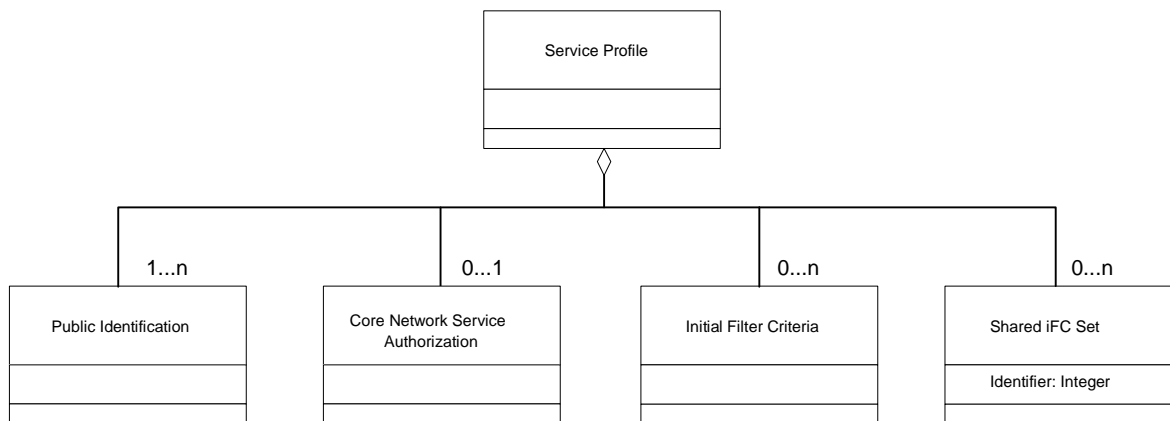 Service Profile
1...n
0...1
0...n
0...n
Public Identification
Core Network Service
Authorization
Initial Filter Criteria
Shared iFC Set
Identifier: Integer